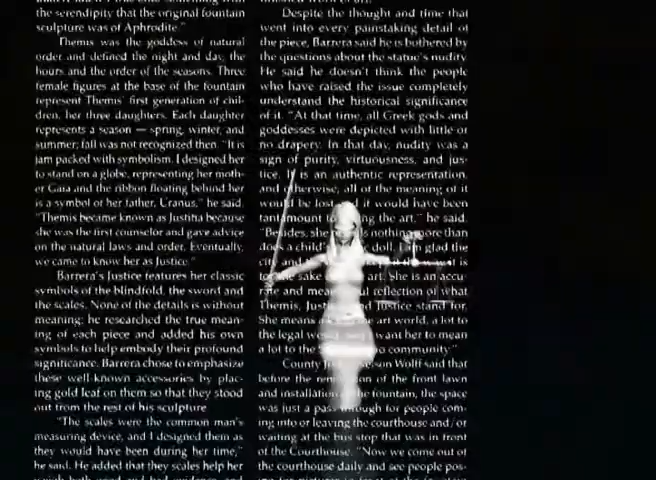 the serendipity that the original fountain
sculpture was of Aphrodite."
Themis was the goddess of natural
order and defined the night and day, the
hours and the order of the seasons. Three
female figures at the base of the fountain
represent Themis' first generation of chil-
dren, her three daughters. Each daughter
represents a season — spring, winter, and
summer; fall was not recognized then. "It is
jam packed with symbolism. I designed her
to stand on a globe, representing her moth-
er Gaia and the ribbon floating behind her
is a symbol of her father, Uranus," he said.
"Themis became known as Justitia because
she was the first counselor and gave advice
on the natural laws and order. Eventually,
we came to know her as Justice."
Barrera's Justice features her classic
symbols of the blindfold, the sword and
the scales. None of the details is without
meaning; he researched the true mean-
ing of each piece and added his own
symbols to help embody their profound
significance. Barrera chose to emphasize
these well known accessories by plac-
ing gold leaf on them so that they stood
out from the rest of his sculpture
"The scales were the common man's
measuring device, and I designed them as
they would have been during her time,"
he said. He added that they scales help her
Despite the thought and time that
went into every painstaking detail of
the piece, Barrera said he is bothered by
the questions about the statue's nudity.
He said he doesn't think the people
who have raised the issue completely
understand the historical significance
of it. "At that time, all Greek gods and
goddesses were depicted with little or
no drapery. In that day, nudity was a
sign of purity, virtuousness, and jus-
tice. It is an authentic representation,
and otherwise, all of the meaning of it
would be lost it would have been
tantamount to ing the art," he said.
"Besides, she is nothing more than
does a child's doll. I am glad the
city and is
to the sake art. She is an accu-
rate and reflection of what
Themis, and Justice stand for.
She means art world, a lot to
the legal want her to mean
a lot to the community."
County Wolff said that
before the of the front lawn
and installation the fountain, the space
was just a pass through for people com-
ing into or leaving the courthouse and/or
waiting at the bus stop that was in front
of the Courthouse. "Now we come out of
the courthouse daily and see people pos-